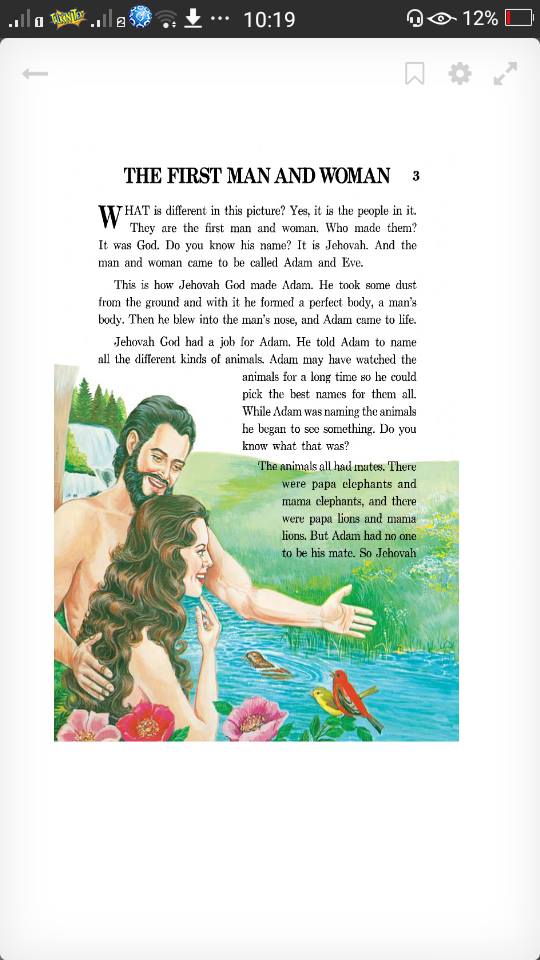 10:19
12%
THE FIRST MAN AND WOMAN 3
WHAT is different in this picture? Yes, it is the people in it.
They are the first man and woman. Who made them?
It was God. Do you know his name? It is Jehovah. And the
man and woman came to be called Adam and Eve.
This is how Jehovah God made Adam. He took some dust
from the ground and with it he formed a perfect body, a man's
body. Then he blew into the man's nose, and Adam came to life.
Jehovah God had a job for Adam. He told Adam to name
all the different kinds of animals. Adam may have watched the
animals for a long time so he could
pick the best names for them all.
While Adam was naming the animals
he began to see something. Do you
know what that was?
The animals all had mates. There
were papa elephants and
mama elephants, and there
were papa lions and mama
lions. But Adam had no one
to be his mate. So Jehovah